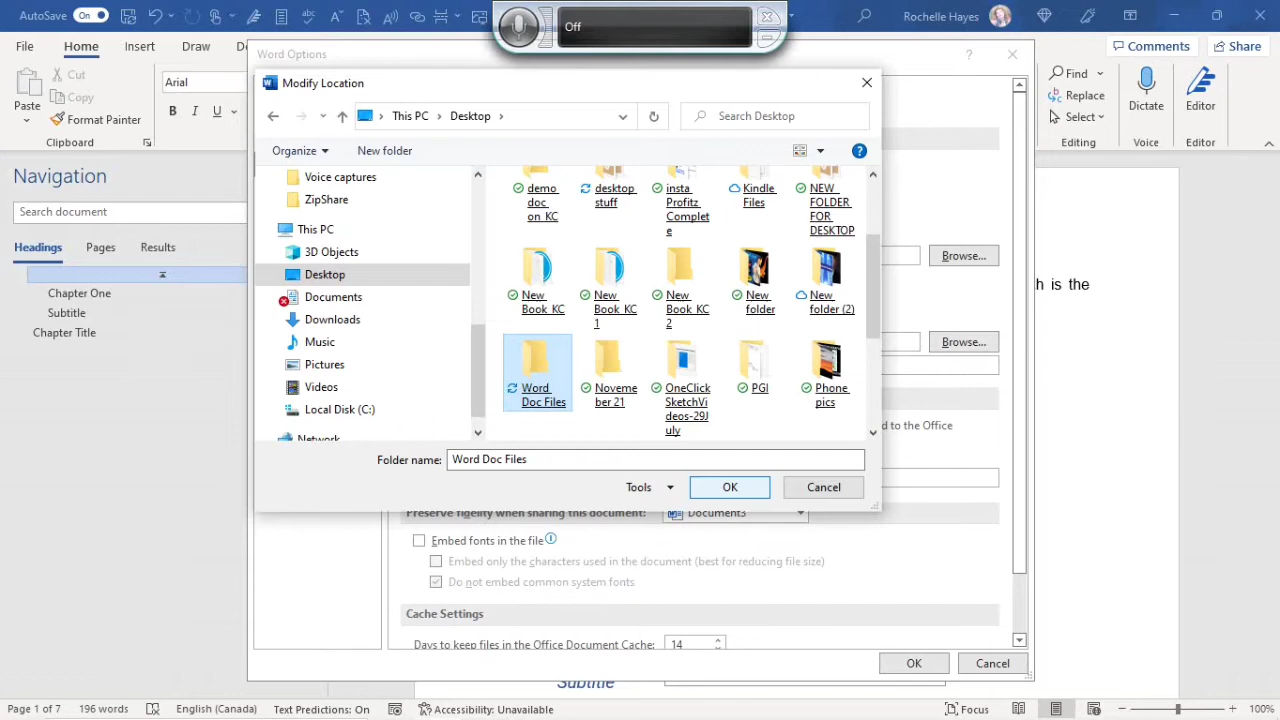 AutoSave On
Off
Rochelle Hayes
File Home Insert Draw
Word Options
?
Comments Share
Paste
Cut
Copy
Format Painter
Clipboard
Arial
B I U
Find
Replace
Select
Editing
Dictate
Voice
Editor
Editor
Modify Location
This PC Desktop
Search Desktop
Organize New folder
Navigation
Search document
Headings Pages Results
Chapter One
Subtitle
Chapter Title
Voice captures
ZipShare
This PC
3D Objects
Desktop
Documents
Downloads
Music
Pictures
Videos
Local Disk (C:)
Network
demo
doc
on KC
desktop
stuff
insta
Profitz
Complet
e
Kindle
Files
NEW
FOLDER
FOR
DESKTOP
New
Book KC
New
Book KC
1
New
Book KC
2
New
folder
New
folder (2)
Word
Doc Files
Noveme
ber 21
OneClick
SketchVi
deos-29J
uly
PGI
Phone
pics
Folder name: Word Doc Files
Tools OK Cancel
Browse...
Browse...
h is the
d to the Office
Preserve fidelity when sharing this document: Document3
Embed fonts in the file
Embed only the characters used in the document (best for reducing file size)
Do not embed common system fonts
Cache Settings
Days to keep files in the Office Document Cache: 14
OK Cancel
Subtitle
Page 1 of 7 196 words English (Canada) Text Predictions: On Accessibility: Unavailable Focus 100%